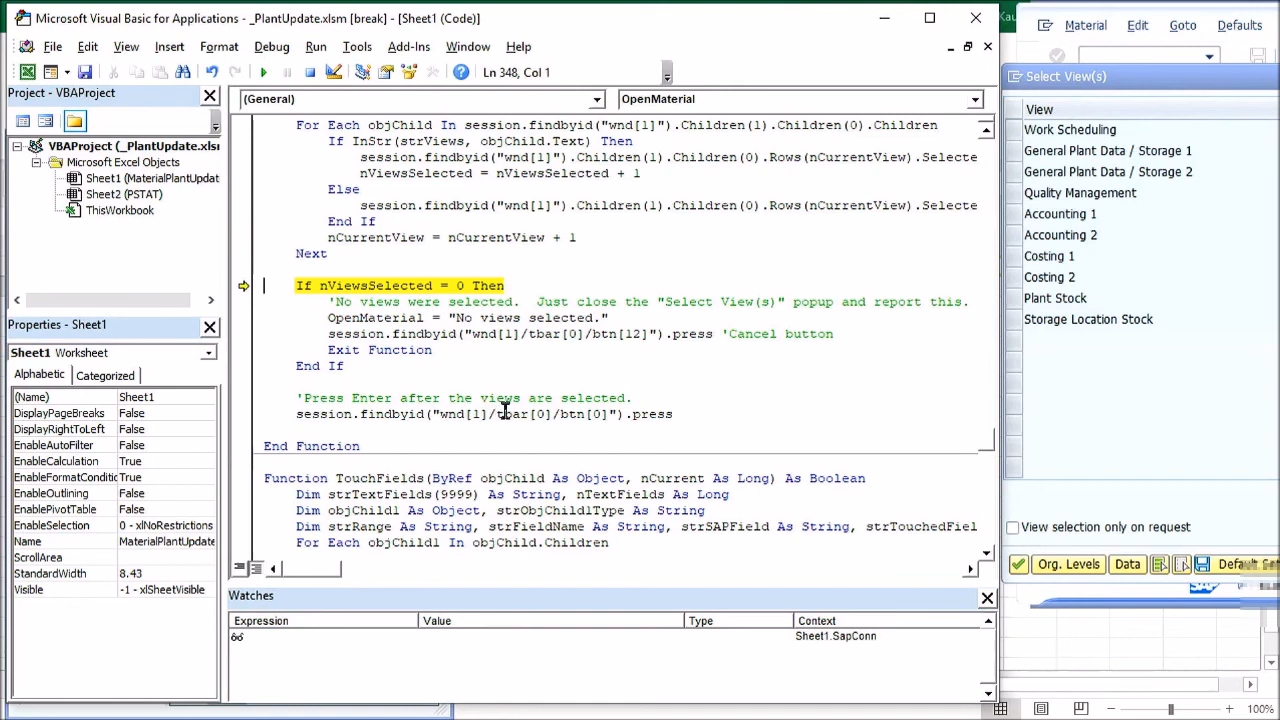 Microsoft Visual Basic for Applications - _PlantUpdate.xlsm [break] - [Sheet1 (Code)]
File Edit View Insert Format Debug Run Tools Add-Ins Window Help
Ln 348, Col 1
Project - VBAProject
VBAProject (_PlantUpdate.xlsm
Microsoft Excel Objects
Sheet1 (MaterialPlantUpdat
Sheet2 (PSTAT)
ThisWorkbook
Properties - Sheet1
Sheet1 Worksheet
Alphabetic Categorized
(Name) Sheet1
DisplayPageBreaks False
DisplayRightToLeft False
EnableAutoFilter False
EnableCalculation True
EnableFormatConditio True
EnableOutlining False
EnablePivotTable False
EnableSelection 0 - xlNoRestrictions
Name MaterialPlantUpdate
ScrollArea
StandardWidth 8.43
Visible -1 - xlSheetVisible
(General) OpenMaterial
For Each objChild In session.findbyid("wnd[1]").Children(1).Children(0).Children
If InStr(strViews, objChild.Text) Then
session.findbyid("wnd[1]").Children(1).Children(0).Rows(nCurrentView).Selecte
nViewsSelected = nViewsSelected + 1
Else
session.findbyid("wnd[1]").Children(1).Children(0).Rows(nCurrentView).Selecte
End If
nCurrentView = nCurrentView + 1
Next
If nViewsSelected = 0 Then
'No views were selected.  Just close the "Select View(s)" popup and report this.
OpenMaterial = "No views selected."
session.findbyid("wnd[1]/tbar[0]/btn[12]").press 'Cancel button
Exit Function
End If
'Press Enter after the views are selected.
session.findbyid("wnd[1]/tbar[0]/btn[0]").press
End Function
Function TouchFields(ByRef objChild As Object, nCurrent As Long) As Boolean
Dim strTextFields(9999) As String, nTextFields As Long
Dim objChild1 As Object, strObjChild1Type As String
Dim strRange As String, strFieldName As String, strSAPField As String, strTouchedFiel
For Each objChild1 In objChild.Children
Watches
Expression Value Type Context
Sheet1.SapConn
Kau
Material Edit Goto Defaults
Select View(s)
View
Work Scheduling
General Plant Data / Storage 1
General Plant Data / Storage 2
Quality Management
Accounting 1
Accounting 2
Costing 1
Costing 2
Plant Stock
Storage Location Stock
View selection only on request
Org. Levels Data Default Set
100%